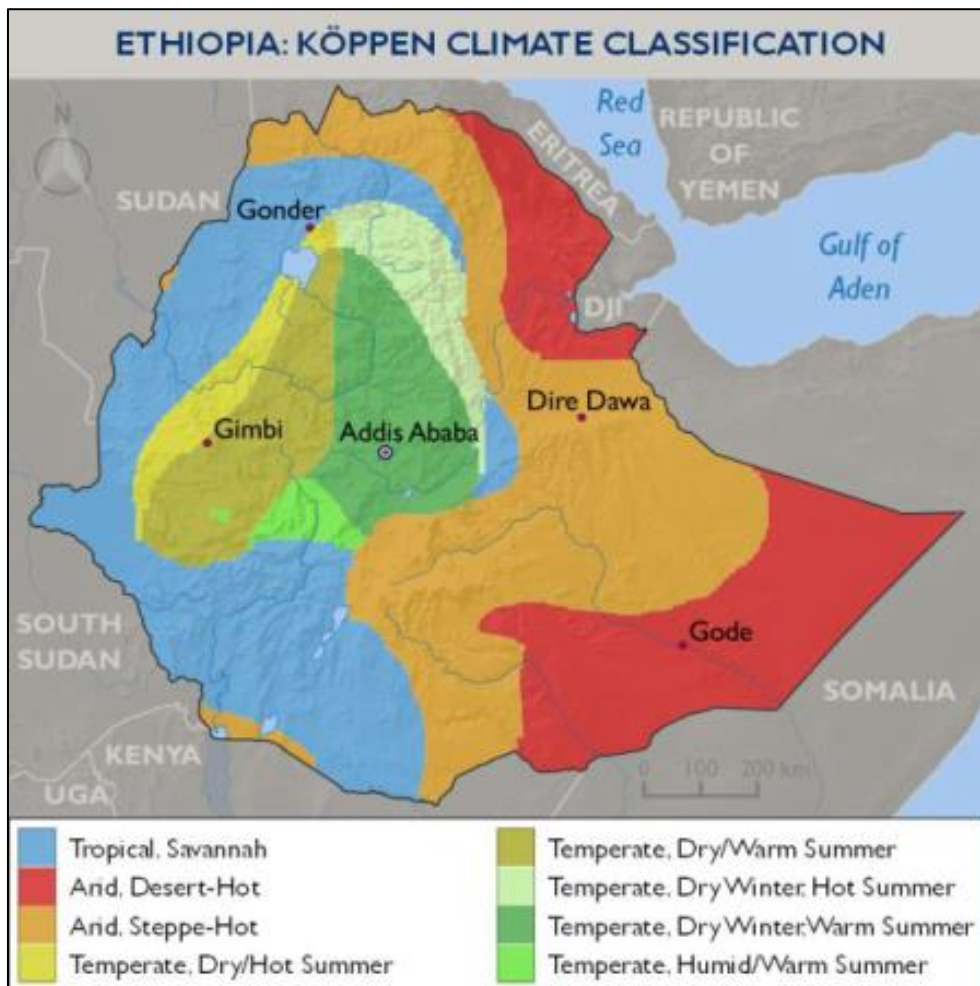 ETHIOPIA: KÖPPEN CLIMATE CLASSIFICATION
N
Red
Sea
REPUBLIC
OF
YEMEN
ERITREA
SUDAN
Gonder
Gulf of
Aden
DJI
Dire Dawa
Gimbi
Addis Ababa
SOUTH
SUDAN
Gode
SOMALIA
KENYA
UGA
0 100 200 km
Tropical, Savannah
Arid, Desert-Hot
Arid, Steppe-Hot
Temperate, Dry/Hot Summer
Temperate, Dry/Warm Summer
Temperate, Dry Winter, Hot Summer
Temperate, Dry Winter, Warm Summer
Temperate, Humid/Warm Summer